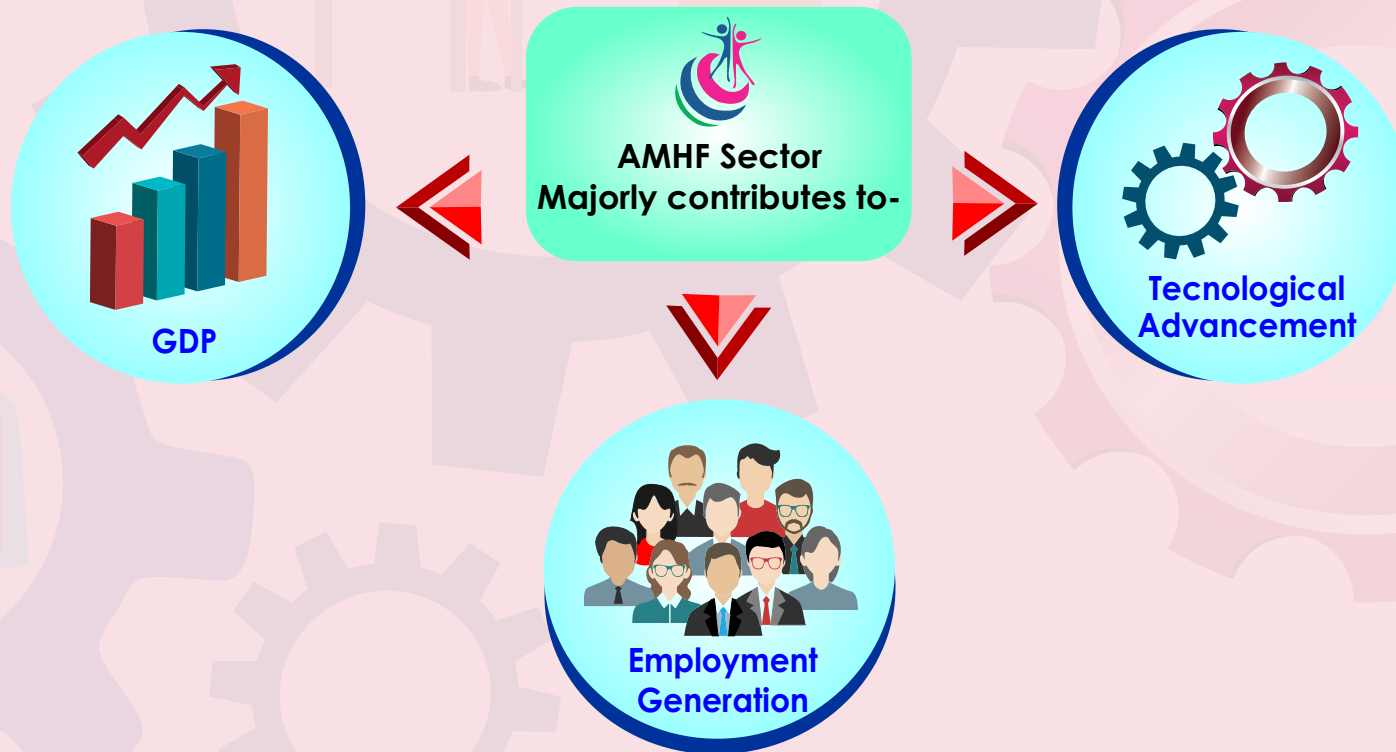 AMHF Sector
Majorly contributes to-
GDP
Tecnological
Advancement
Employment
Generation